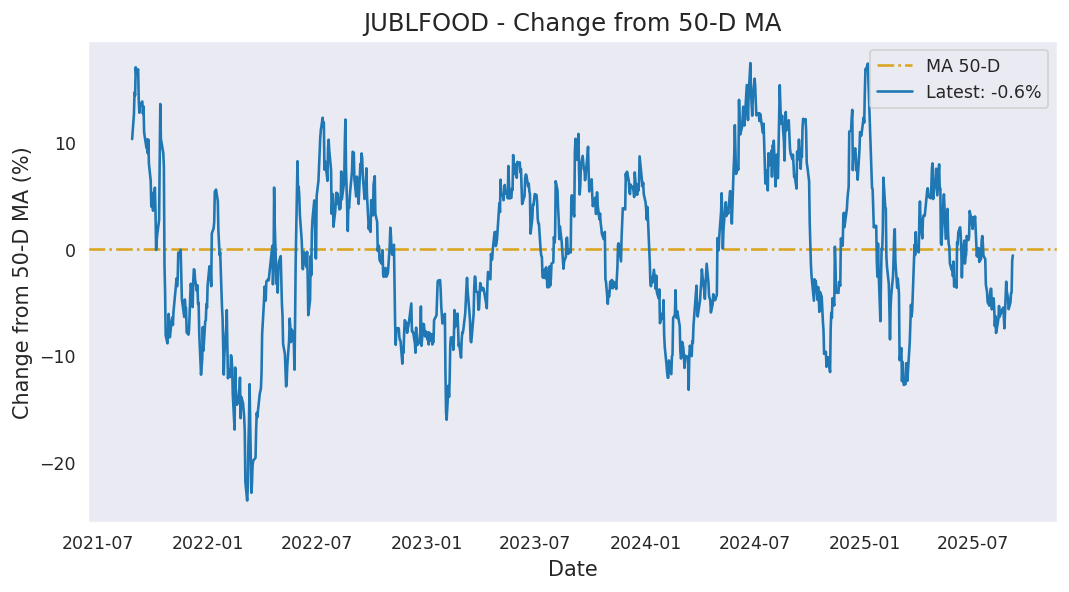 JUBLFOOD - Change from 50-D MA
MA 50-D
Latest: -0.6%
Change from 50-D MA (%)
10
0
−10
−20
2021-07 2022-01 2022-07 2023-01 2023-07 2024-01 2024-07 2025-01 2025-07
Date